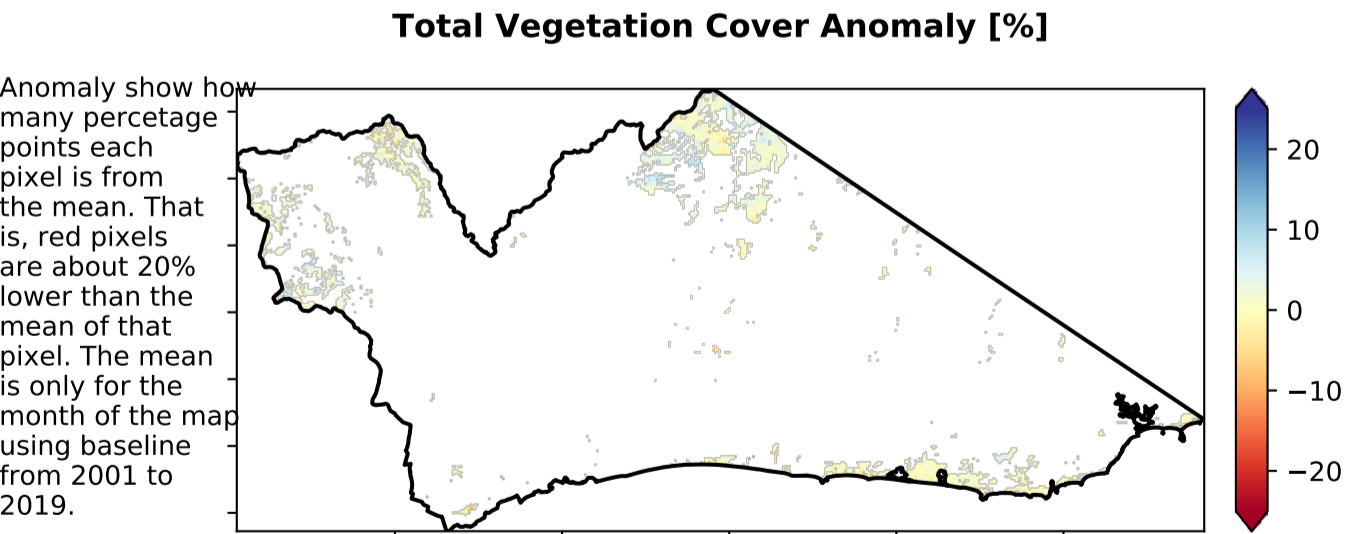 Total Vegetation Cover Anomaly [%]
Anomaly show how
many percetage
points each
pixel is from
the mean. That
is, red pixels
are about 20%
lower than the
mean of that
pixel. The mean
is only for the
month of the map
using baseline
from 2001 to
2019.
20
10
0
−10
−20